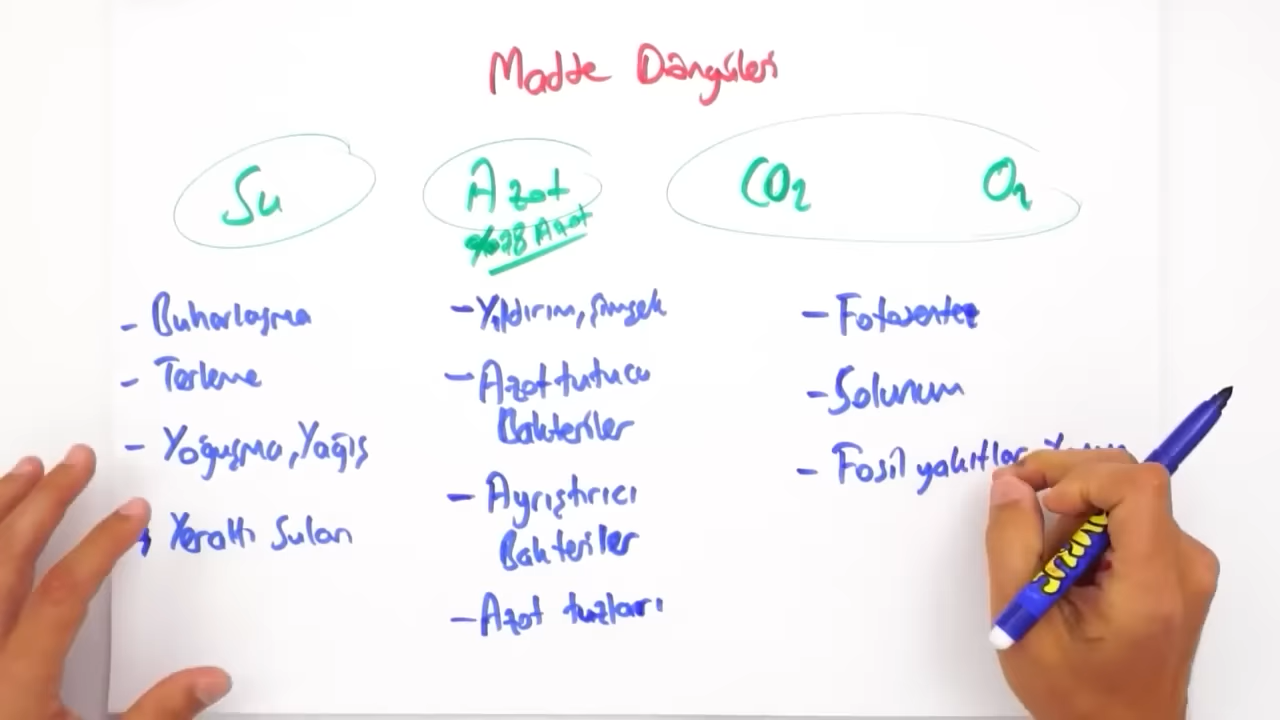 Madde Döngüleri
Su
Azot
%78 Azot
CO2
O2
- Buharlaşma
- Terleme
- Yoğuşma, Yağış
Yeraltı Suları
- Yıldırım, Şimşek
- Azot tutucu
Bakteriler
- Ayrıştırıcı
Bakteriler
- Azot tuzları
- Fotosentez
- Solunum
- Fosil yakıtlar